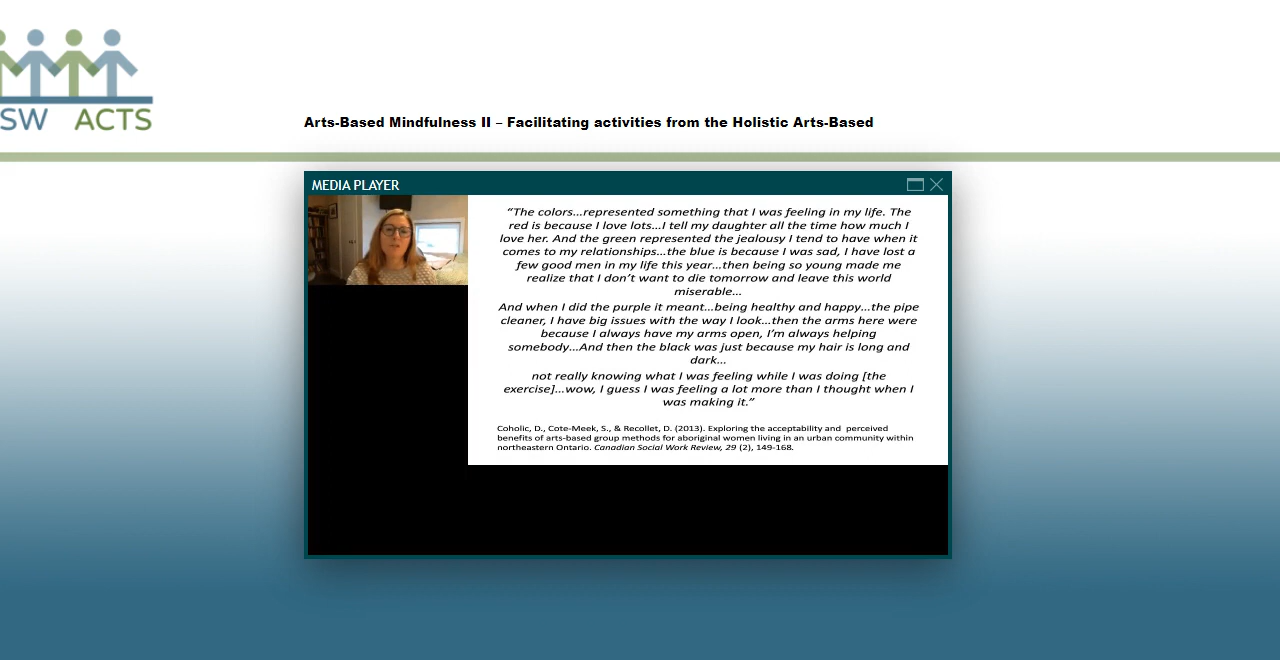 SW ACTS
Arts-Based Mindfulness II – Facilitating activities from the Holistic Arts-Based
MEDIA PLAYER
“The colors...represented something that I was feeling in my life. The
red is because I love lots...I tell my daughter all the time how much I
love her. And the green represented the jealousy I tend to have when it
comes to my relationships...the blue is because I was sad, I have lost a
few good men in my life this year...then being so young made me
realize that I don’t want to die tomorrow and leave this world
miserable...
And when I did the purple it meant...being healthy and happy...the pipe
cleaner, I have big issues with the way I look...then the arms here were
because I always have my arms open, I’m always helping
somebody...And then the black was just because my hair is long and
dark...
not really knowing what I was feeling while I was doing [the
exercise]...wow, I guess I was feeling a lot more than I thought when I
was making it.”
Coholic, D., Cote-Meek, S., & Recollet, D. (2013). Exploring the acceptability and perceived
benefits of arts-based group methods for aboriginal women living in an urban community within
northeastern Ontario. Canadian Social Work Review, 29 (2), 149-168.